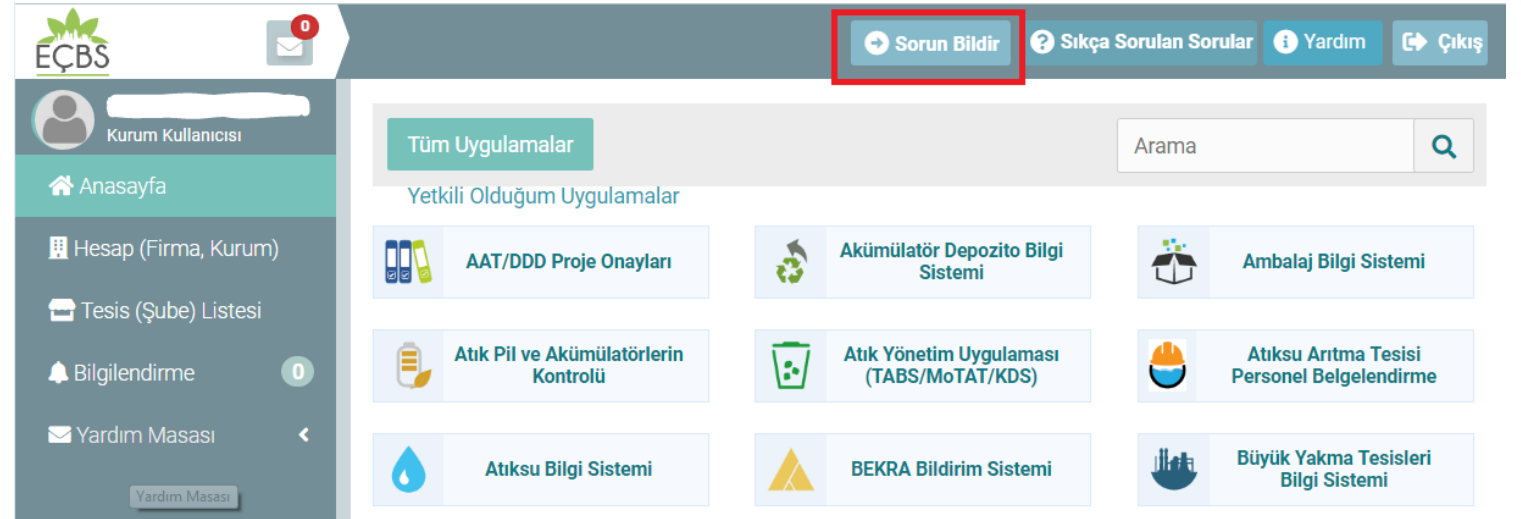 EÇBS
0
Sorun Bildir
Sıkça Sorulan Sorular
Yardım
Çıkış
Kurum Kullanıcısı
Anasayfa
Hesap (Firma, Kurum)
Tesis (Şube) Listesi
Bilgilendirme 0
Yardım Masası
Yardım Masası
Tüm Uygulamalar
Arama
Yetkili Olduğum Uygulamalar
AAT/DDD Proje Onayları
Akümülatör Depozito Bilgi
Sistemi
Ambalaj Bilgi Sistemi
Atık Pil ve Akümülatörlerin
Kontrolü
Atık Yönetim Uygulaması
(TABS/MoTAT/KDS)
Atıksu Arıtma Tesisi
Personel Belgelendirme
Atıksu Bilgi Sistemi
BEKRA Bildirim Sistemi
Büyük Yakma Tesisleri
Bilgi Sistemi